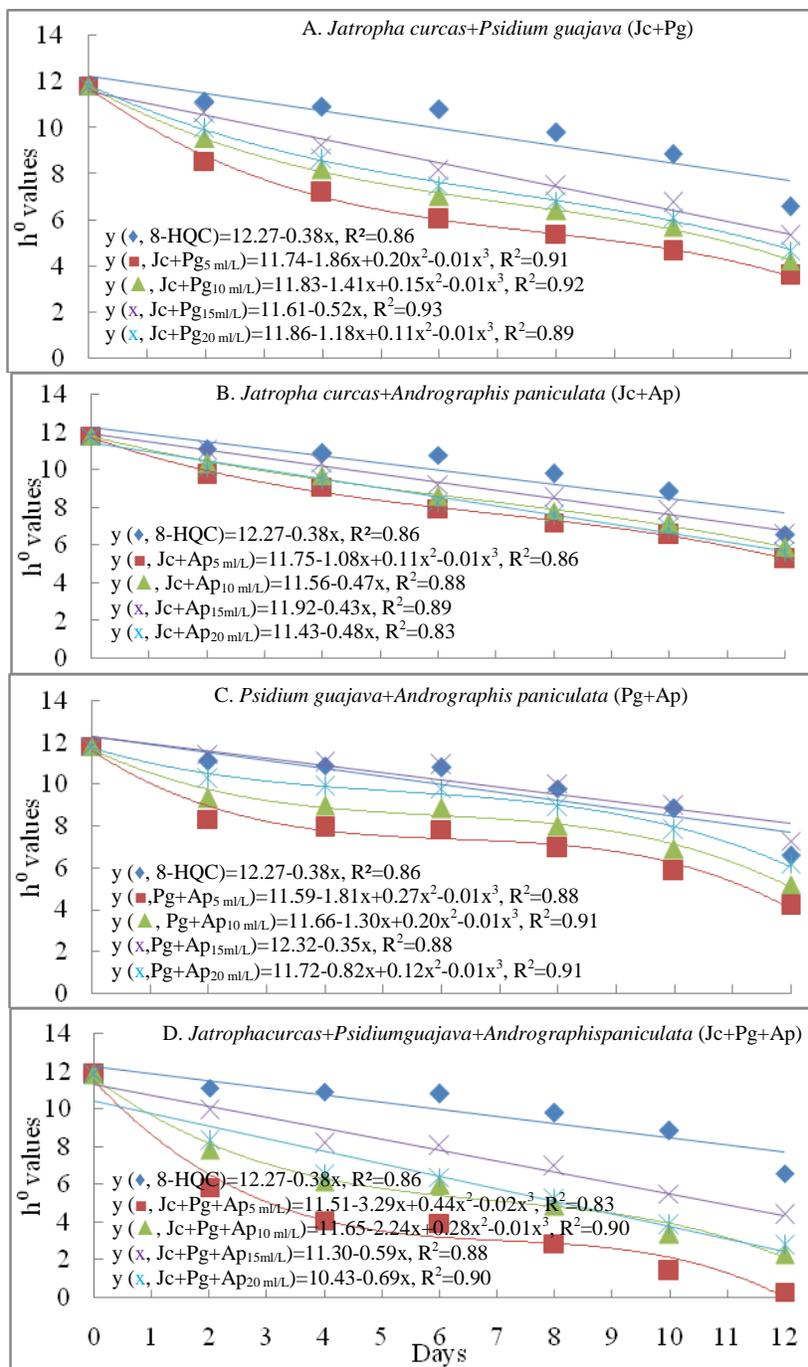 A. Jatropha curcas+Psidium guajava (Jc+Pg)
14
12
10
8
6
4
2
0
h⁰ values
y (♦, 8-HQC)=12.27-0.38x, R²=0.86
y (■, Jc+Pg5 ml/L)=11.74-1.86x+0.20x²-0.01x³, R²=0.91
y (▲, Jc+Pg10 ml/L)=11.83-1.41x+0.15x²-0.01x³, R²=0.92
y (x, Jc+Pg15ml/L)=11.61-0.52x, R²=0.93
y (x, Jc+Pg20 ml/L)=11.86-1.18x+0.11x²-0.01x³, R²=0.89
B. Jatropha curcas+Andrographis paniculata (Jc+Ap)
14
12
10
8
6
4
2
0
h⁰ values
y (♦, 8-HQC)=12.27-0.38x, R²=0.86
y (■, Jc+Ap5 ml/L)=11.75-1.08x+0.11x²-0.01x³, R²=0.86
y (▲, Jc+Ap10 ml/L)=11.56-0.47x, R²=0.88
y (x, Jc+Ap15ml/L)=11.92-0.43x, R²=0.89
y (x, Jc+Ap20 ml/L)=11.43-0.48x, R²=0.83
C. Psidium guajava+Andrographis paniculata (Pg+Ap)
14
12
10
8
6
4
2
0
h⁰ values
y (♦, 8-HQC)=12.27-0.38x, R²=0.86
y (■,Pg+Ap5 ml/L)=11.59-1.81x+0.27x²-0.01x³, R²=0.88
y (▲, Pg+Ap10 ml/L)=11.66-1.30x+0.20x²-0.01x³, R²=0.91
y (x,Pg+Ap15ml/L)=12.32-0.35x, R²=0.88
y (x,Pg+Ap20 ml/L)=11.72-0.82x+0.12x²-0.01x³, R²=0.91
D. Jatrophacurcas+Psidiumguajava+Andrographispaniculata (Jc+Pg+Ap)
14
12
10
8
6
4
2
0
h⁰ values
y (♦, 8-HQC)=12.27-0.38x, R²=0.86
y (■, Jc+Pg+Ap5 ml/L)=11.51-3.29x+0.44x²-0.02x³, R²=0.83
y (▲, Jc+Pg+Ap10 ml/L)=11.65-2.24x+0.28x²-0.01x³, R²=0.90
y (x, Jc+Pg+Ap15ml/L)=11.30-0.59x, R²=0.88
y (x, Jc+Pg+Ap20 ml/L)=10.43-0.69x, R²=0.90
0 1 2 3 4 5 6 7 8 9 10 11 12
Days